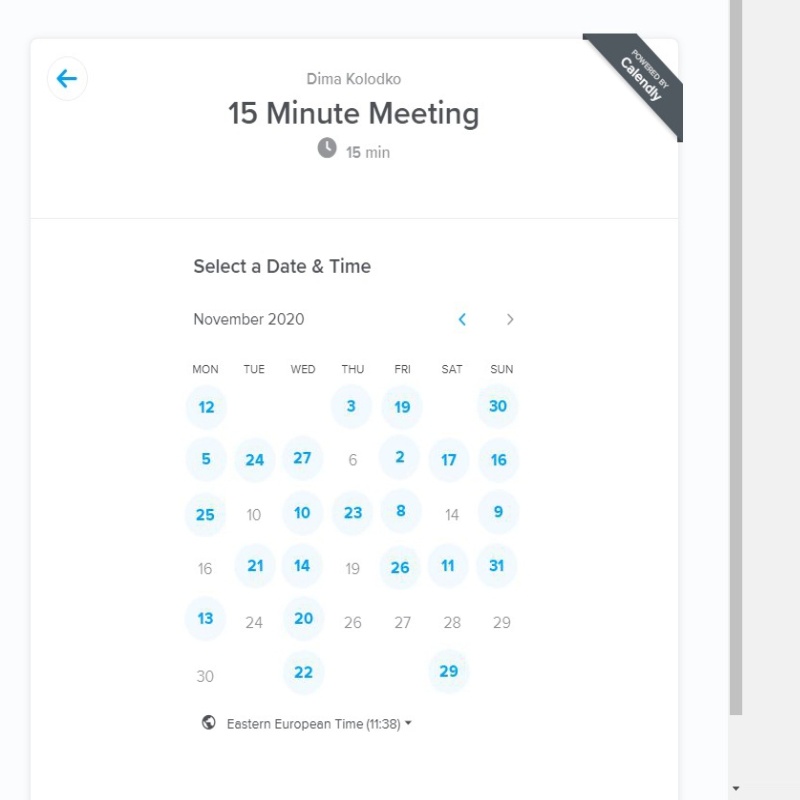 POWERED BY
Calendly
Dima Kolodko
15 Minute Meeting
15 min
Select a Date & Time
November 2020
MON TUE WED THU FRI SAT SUN
12 3 19 30
5 24 27 6 2 17 16
25 10 10 23 8 14 9
16 21 14 19 26 11 31
13 24 20 26 27 28 29
30 22 29
Eastern European Time (11:38)